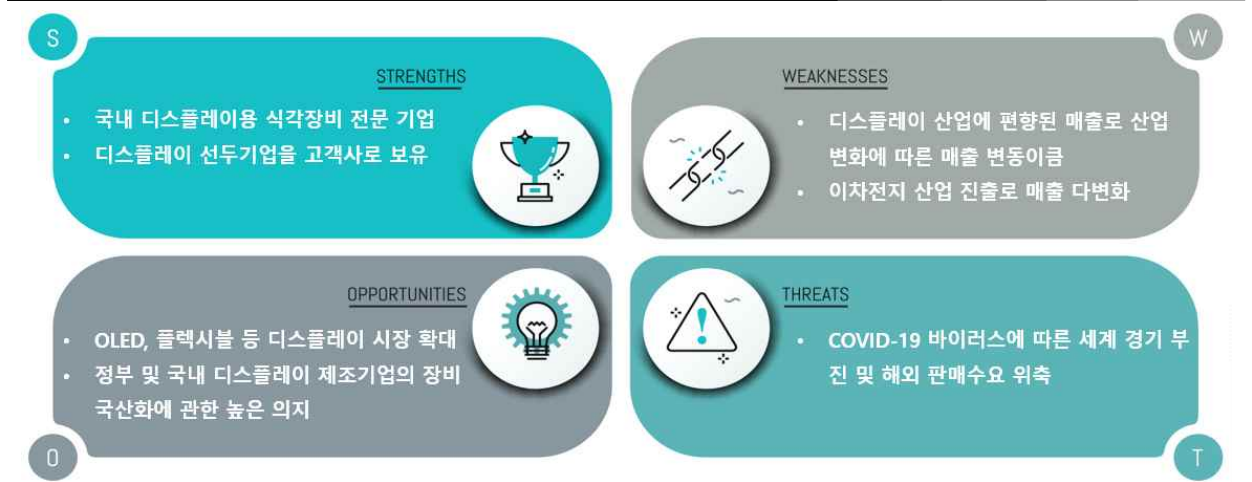 S
STRENGTHS
• 국내 디스플레이용 식각장비 전문 기업
• 디스플레이 선두기업을 고객사로 보유
W
WEAKNESSES
• 디스플레이 산업에 편향된 매출로 산업
변화에 따른 매출 변동이큼
• 이차전지 산업 진출로 매출 다변화
OPPORTUNITIES
• OLED, 플렉시블 등 디스플레이 시장 확대
• 정부 및 국내 디스플레이 제조기업의 장비
국산화에 관한 높은 의지
O
THREATS
• COVID-19 바이러스에 따른 세계 경기 부
진 및 해외 판매수요 위축
T